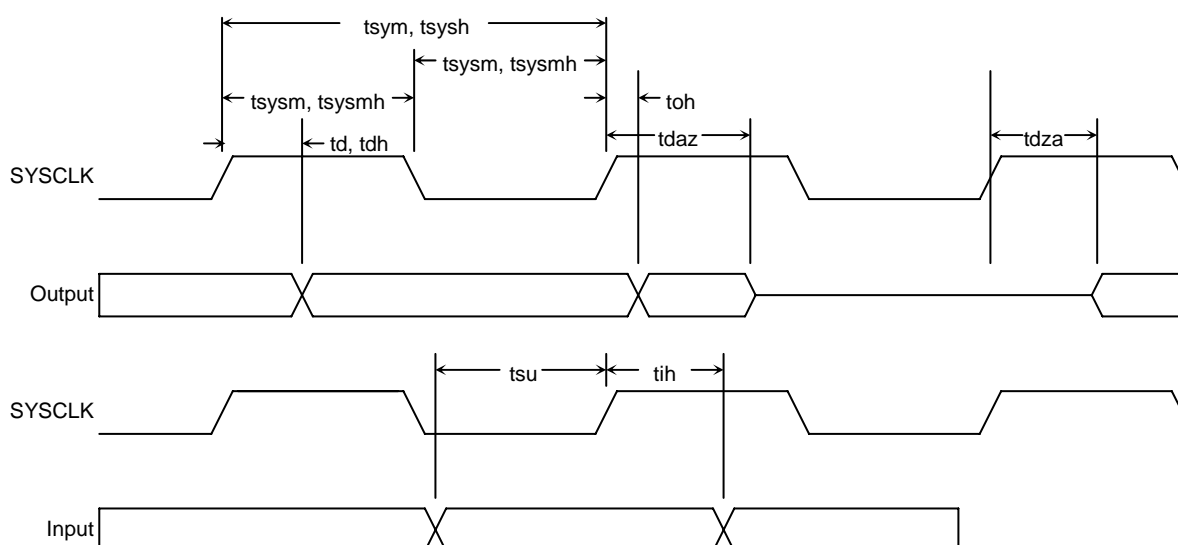 tsym, tsysh
tsysm, tsysmh
tsysm, tsysmh
toh
td, tdh
tdaz
tdza
SYSCLK
Output
tsu
tih
SYSCLK
Input